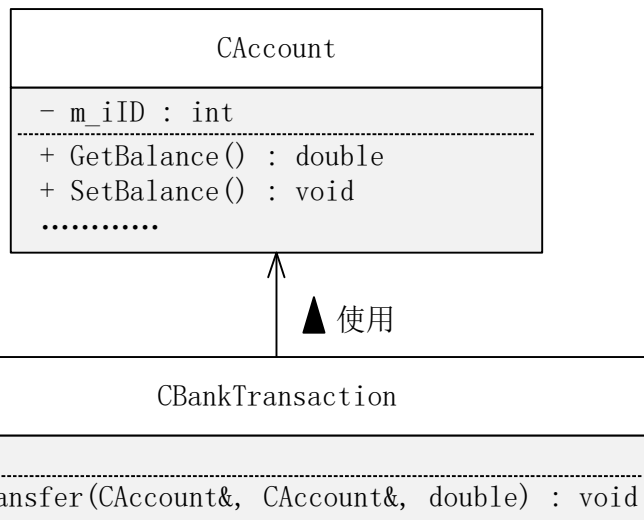 CAccount
- m_iID : int
+ GetBalance() : double
+ SetBalance() : void
…………
使用
CBankTransaction
ansfer(CAccount&, CAccount&, double) : void